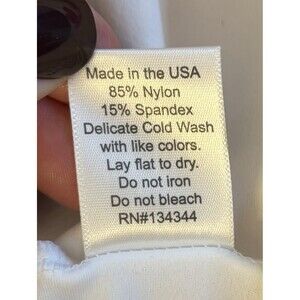 Made in the USA
85% Nylon
15% Spandex
Delicate Cold Wash
with like colors.
Lay flat to dry.
Do not iron
Do not bleach
RN#134344